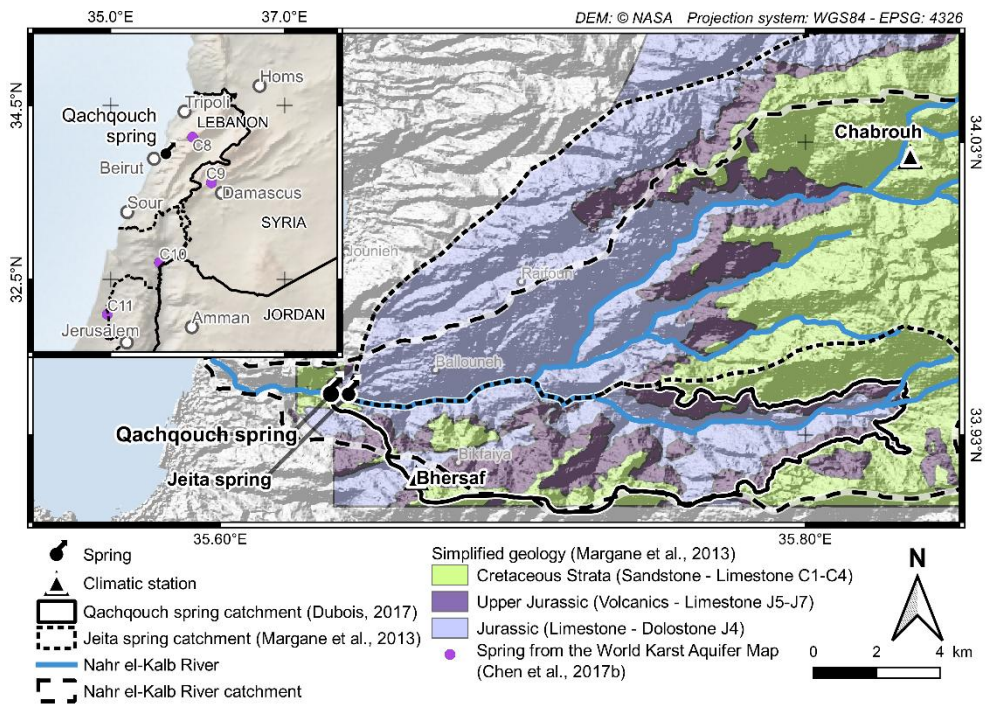 35.0°E 37.0°E DEM: © NASA Projection system: WGS84 - EPSG: 4326
34.5°N
32.5°N
Homs
Tripoli
LEBANON
Qachqouch
spring
C8
Beirut
C9
Damascus
Sour
SYRIA
C10
C11
Amman
Jerusalem
JORDAN
Chabrouh
34.03°N
Jounieh
Raifoun
Ballouneh
Qachqouch spring
Jeita spring
Bikfaiya
Bhersaf
33.93°N
35.60°E 35.80°E
Spring
Climatic station
Qachqouch spring catchment (Dubois, 2017)
Jeita spring catchment (Margane et al., 2013)
Nahr el-Kalb River
Nahr el-Kalb River catchment
Simplified geology (Margane et al., 2013)
Cretaceous Strata (Sandstone - Limestone C1-C4)
Upper Jurassic (Volcanics - Limestone J5-J7)
Jurassic (Limestone - Dolostone J4)
Spring from the World Karst Aquifer Map
(Chen et al., 2017b)
N
0 2 4 km